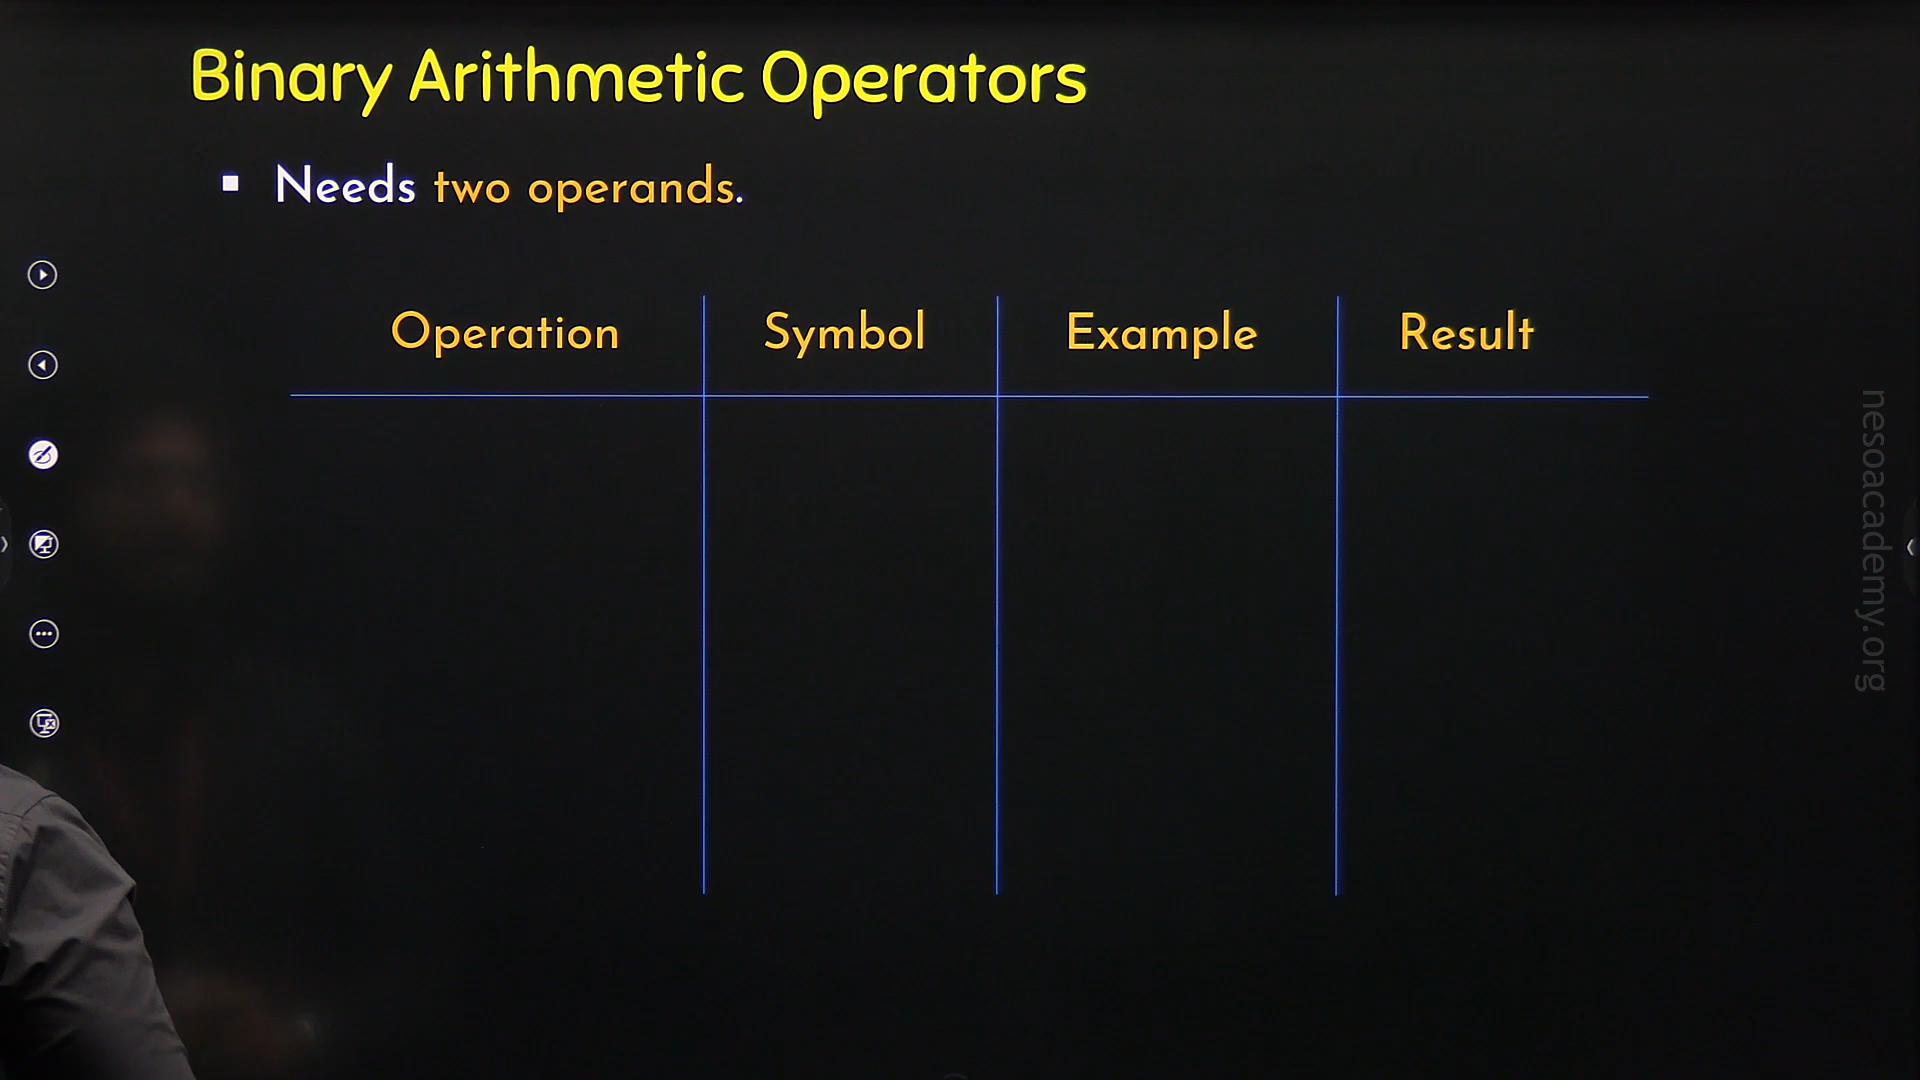 Binary Arithmetic Operators
Needs two operands.
Operation Symbol Example Result
nesoacademy.org